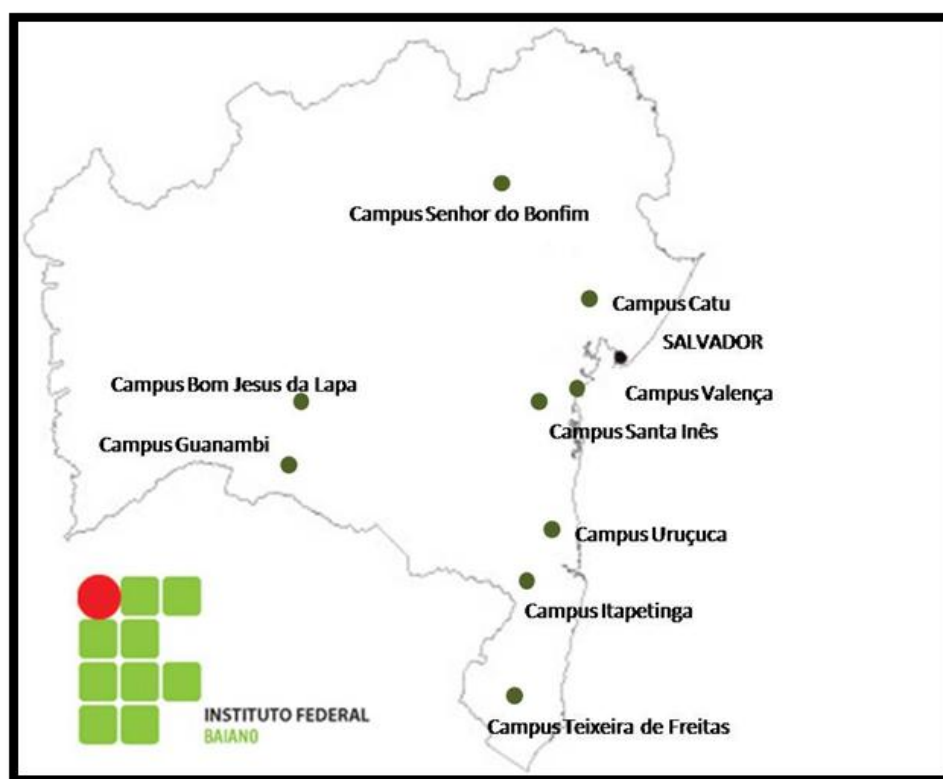 Campus Senhor do Bonfim
Campus Catu
SALVADOR
Campus Bom Jesus da Lapa
Campus Valença
Campus Santa Inês
Campus Guanambi
Campus Uruçuca
Campus Itapetinga
Campus Teixeira de Freitas
INSTITUTO FEDERAL
BAIANO